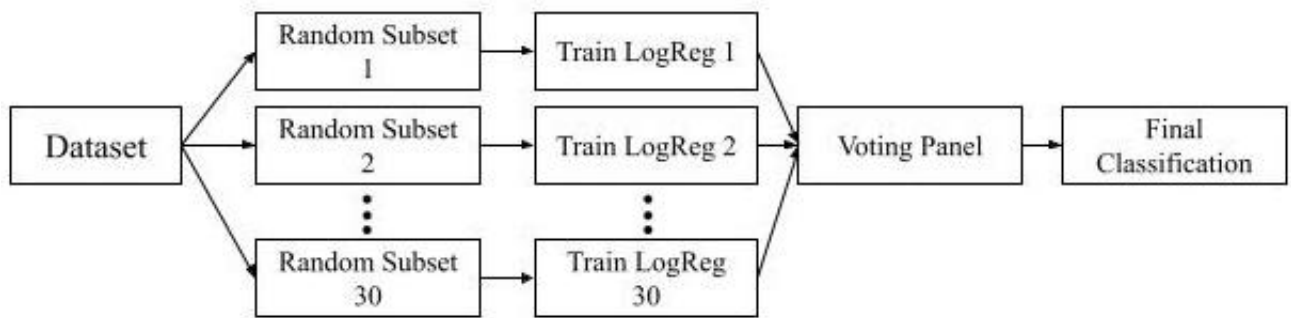 Dataset
Random Subset
1
Train LogReg 1
Random Subset
2
Train LogReg 2
Random Subset
30
Train LogReg
30
Voting Panel
Final
Classification